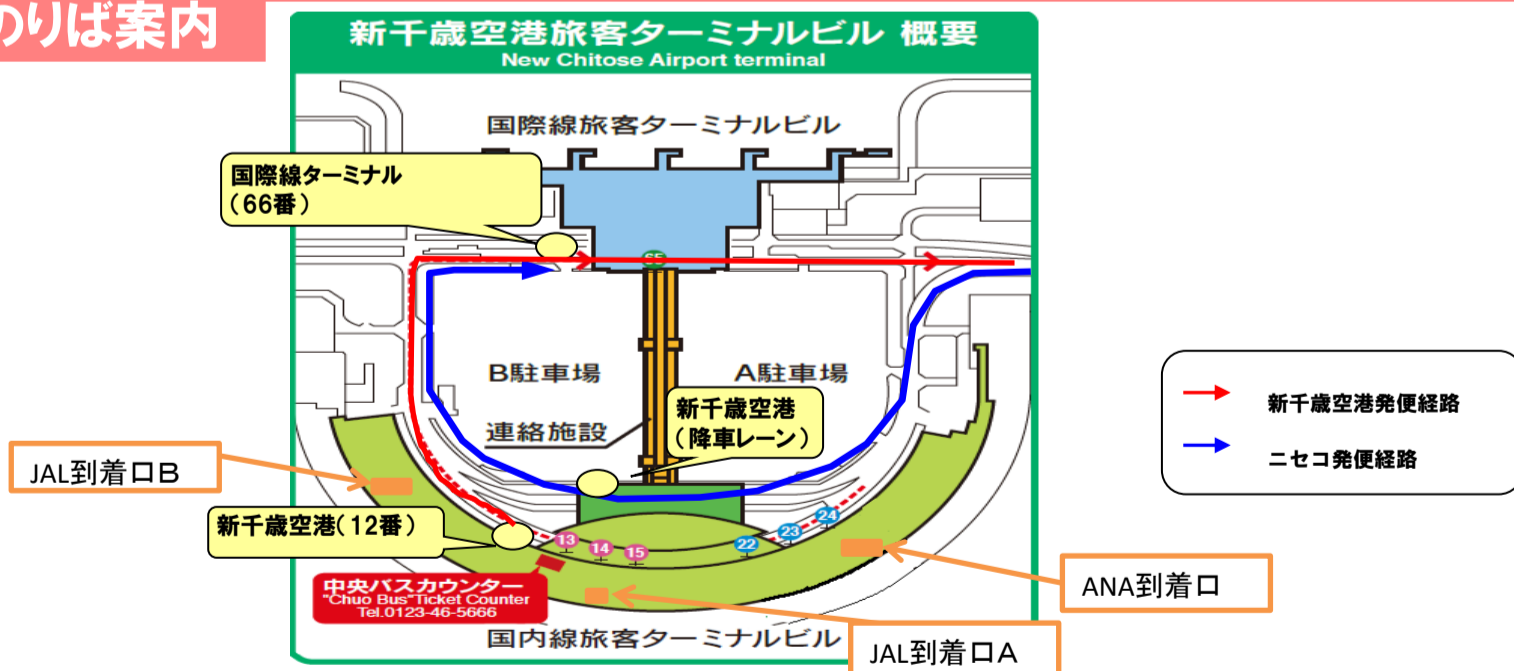 のりば案内
新千歳空港旅客ターミナルビル 概要
New Chitose Airport terminal
国際線旅客ターミナルビル
国際線ターミナル
(66番)
65
B駐車場
A駐車場
新千歳空港
(降車レーン)
連絡施設
新千歳空港発便経路
ニセコ発便経路
JAL到着口B
新千歳空港(12番)
13
14
15
22
23
24
中央バスカウンター
"Chuo Bus"Ticket Counter
Tel.0123-46-5666
ANA到着口
国内線旅客ターミナルビル
JAL到着口A